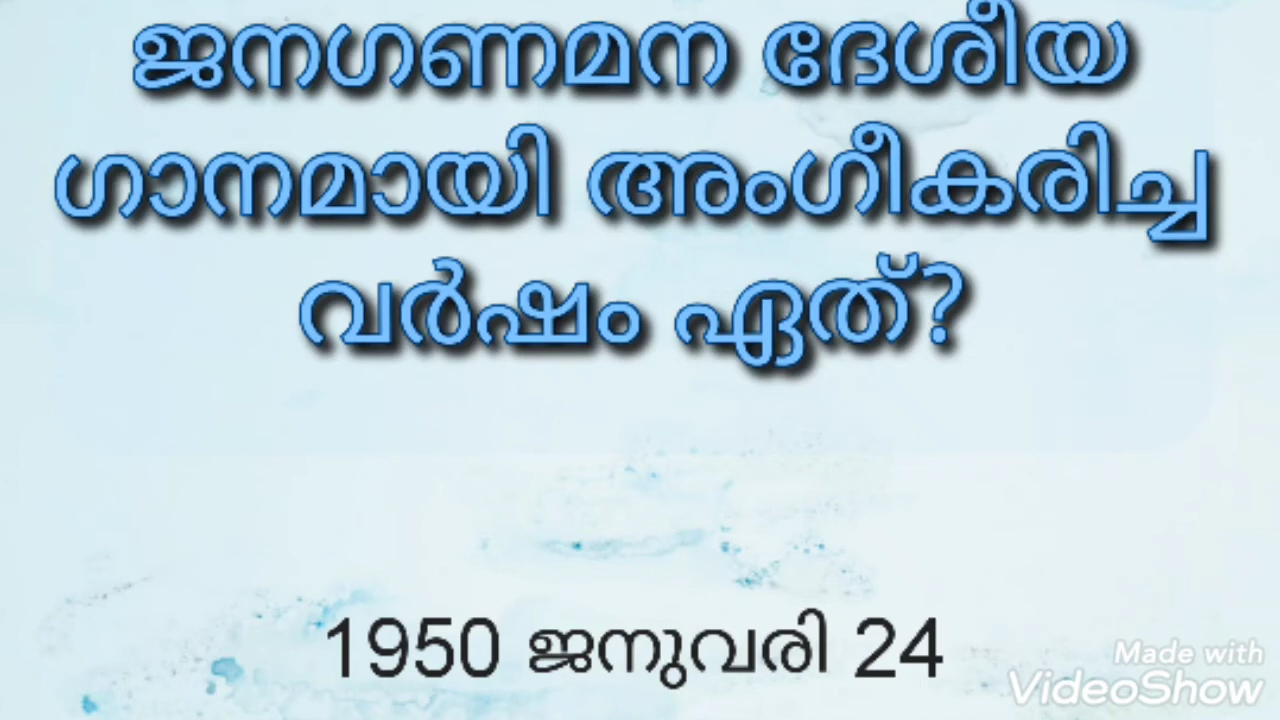 ജനഗണമന ദേശീയ
ഗാനമായി അംഗീകരിച്ച
വർഷം ഏത്?
1950 ജനുവരി 24
Made with
VideoShow